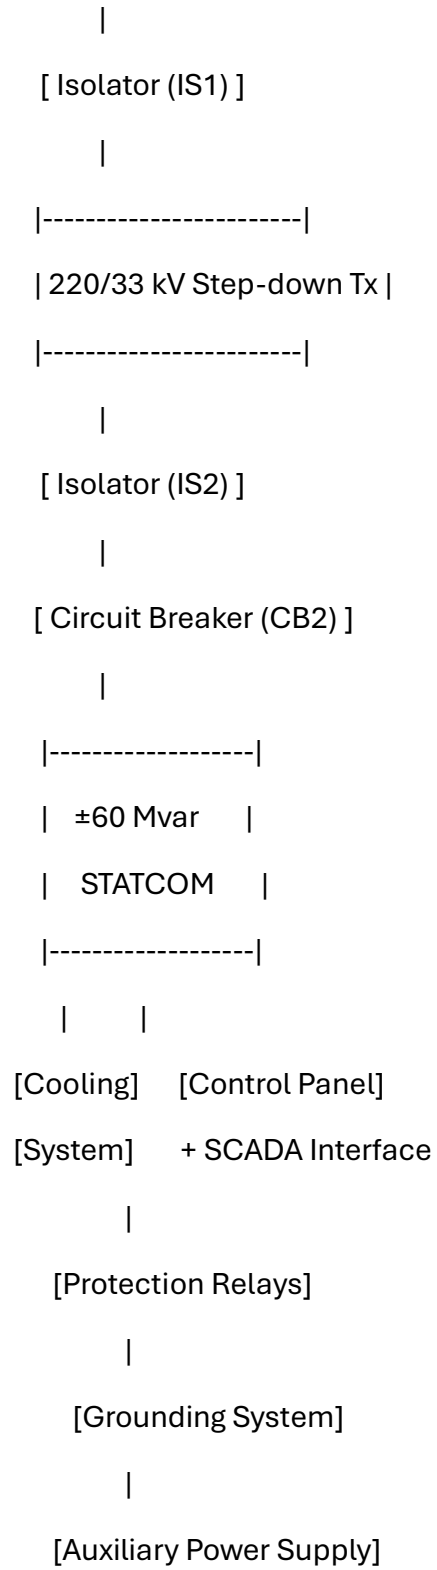 |
[ Isolator (IS1) ]
|
|------------------------|
| 220/33 kV Step-down Tx |
|------------------------|
|
[ Isolator (IS2) ]
|
[ Circuit Breaker (CB2) ]
|
|-------------------|
| ±60 Mvar |
| STATCOM |
|-------------------|
| |
[Cooling] [Control Panel]
[System] + SCADA Interface
|
[Protection Relays]
|
[Grounding System]
|
[Auxiliary Power Supply]